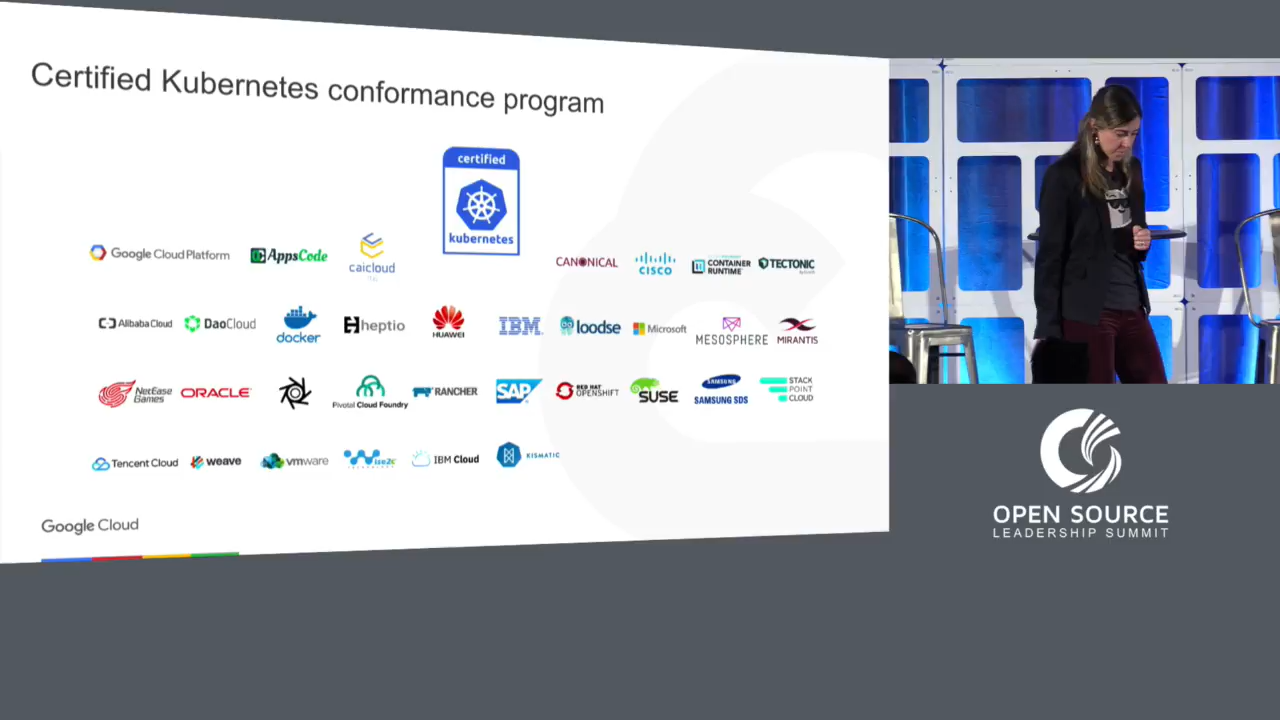 Certified Kubernetes conformance program
certified
kubernetes
Google Cloud Platform
AppsCode
caicloud
CANONICAL
CISCO
CONTAINER
RUNTIME
TECTONIC
Alibaba Cloud
DaoCloud
docker
heptio
HUAWEI
IBM
loodse
Microsoft
MESOSPHERE
MIRANTIS
NetEase
Games
ORACLE
Pivotal Cloud Foundry
RANCHER
SAP
RED HAT
OPENSHIFT
SUSE
SAMSUNG
SAMSUNG SDS
STACK
POINT
CLOUD
Tencent Cloud
weave
vmware
IBM Cloud
KISMATIC
Google Cloud
OPEN SOURCE
LEADERSHIP SUMMIT